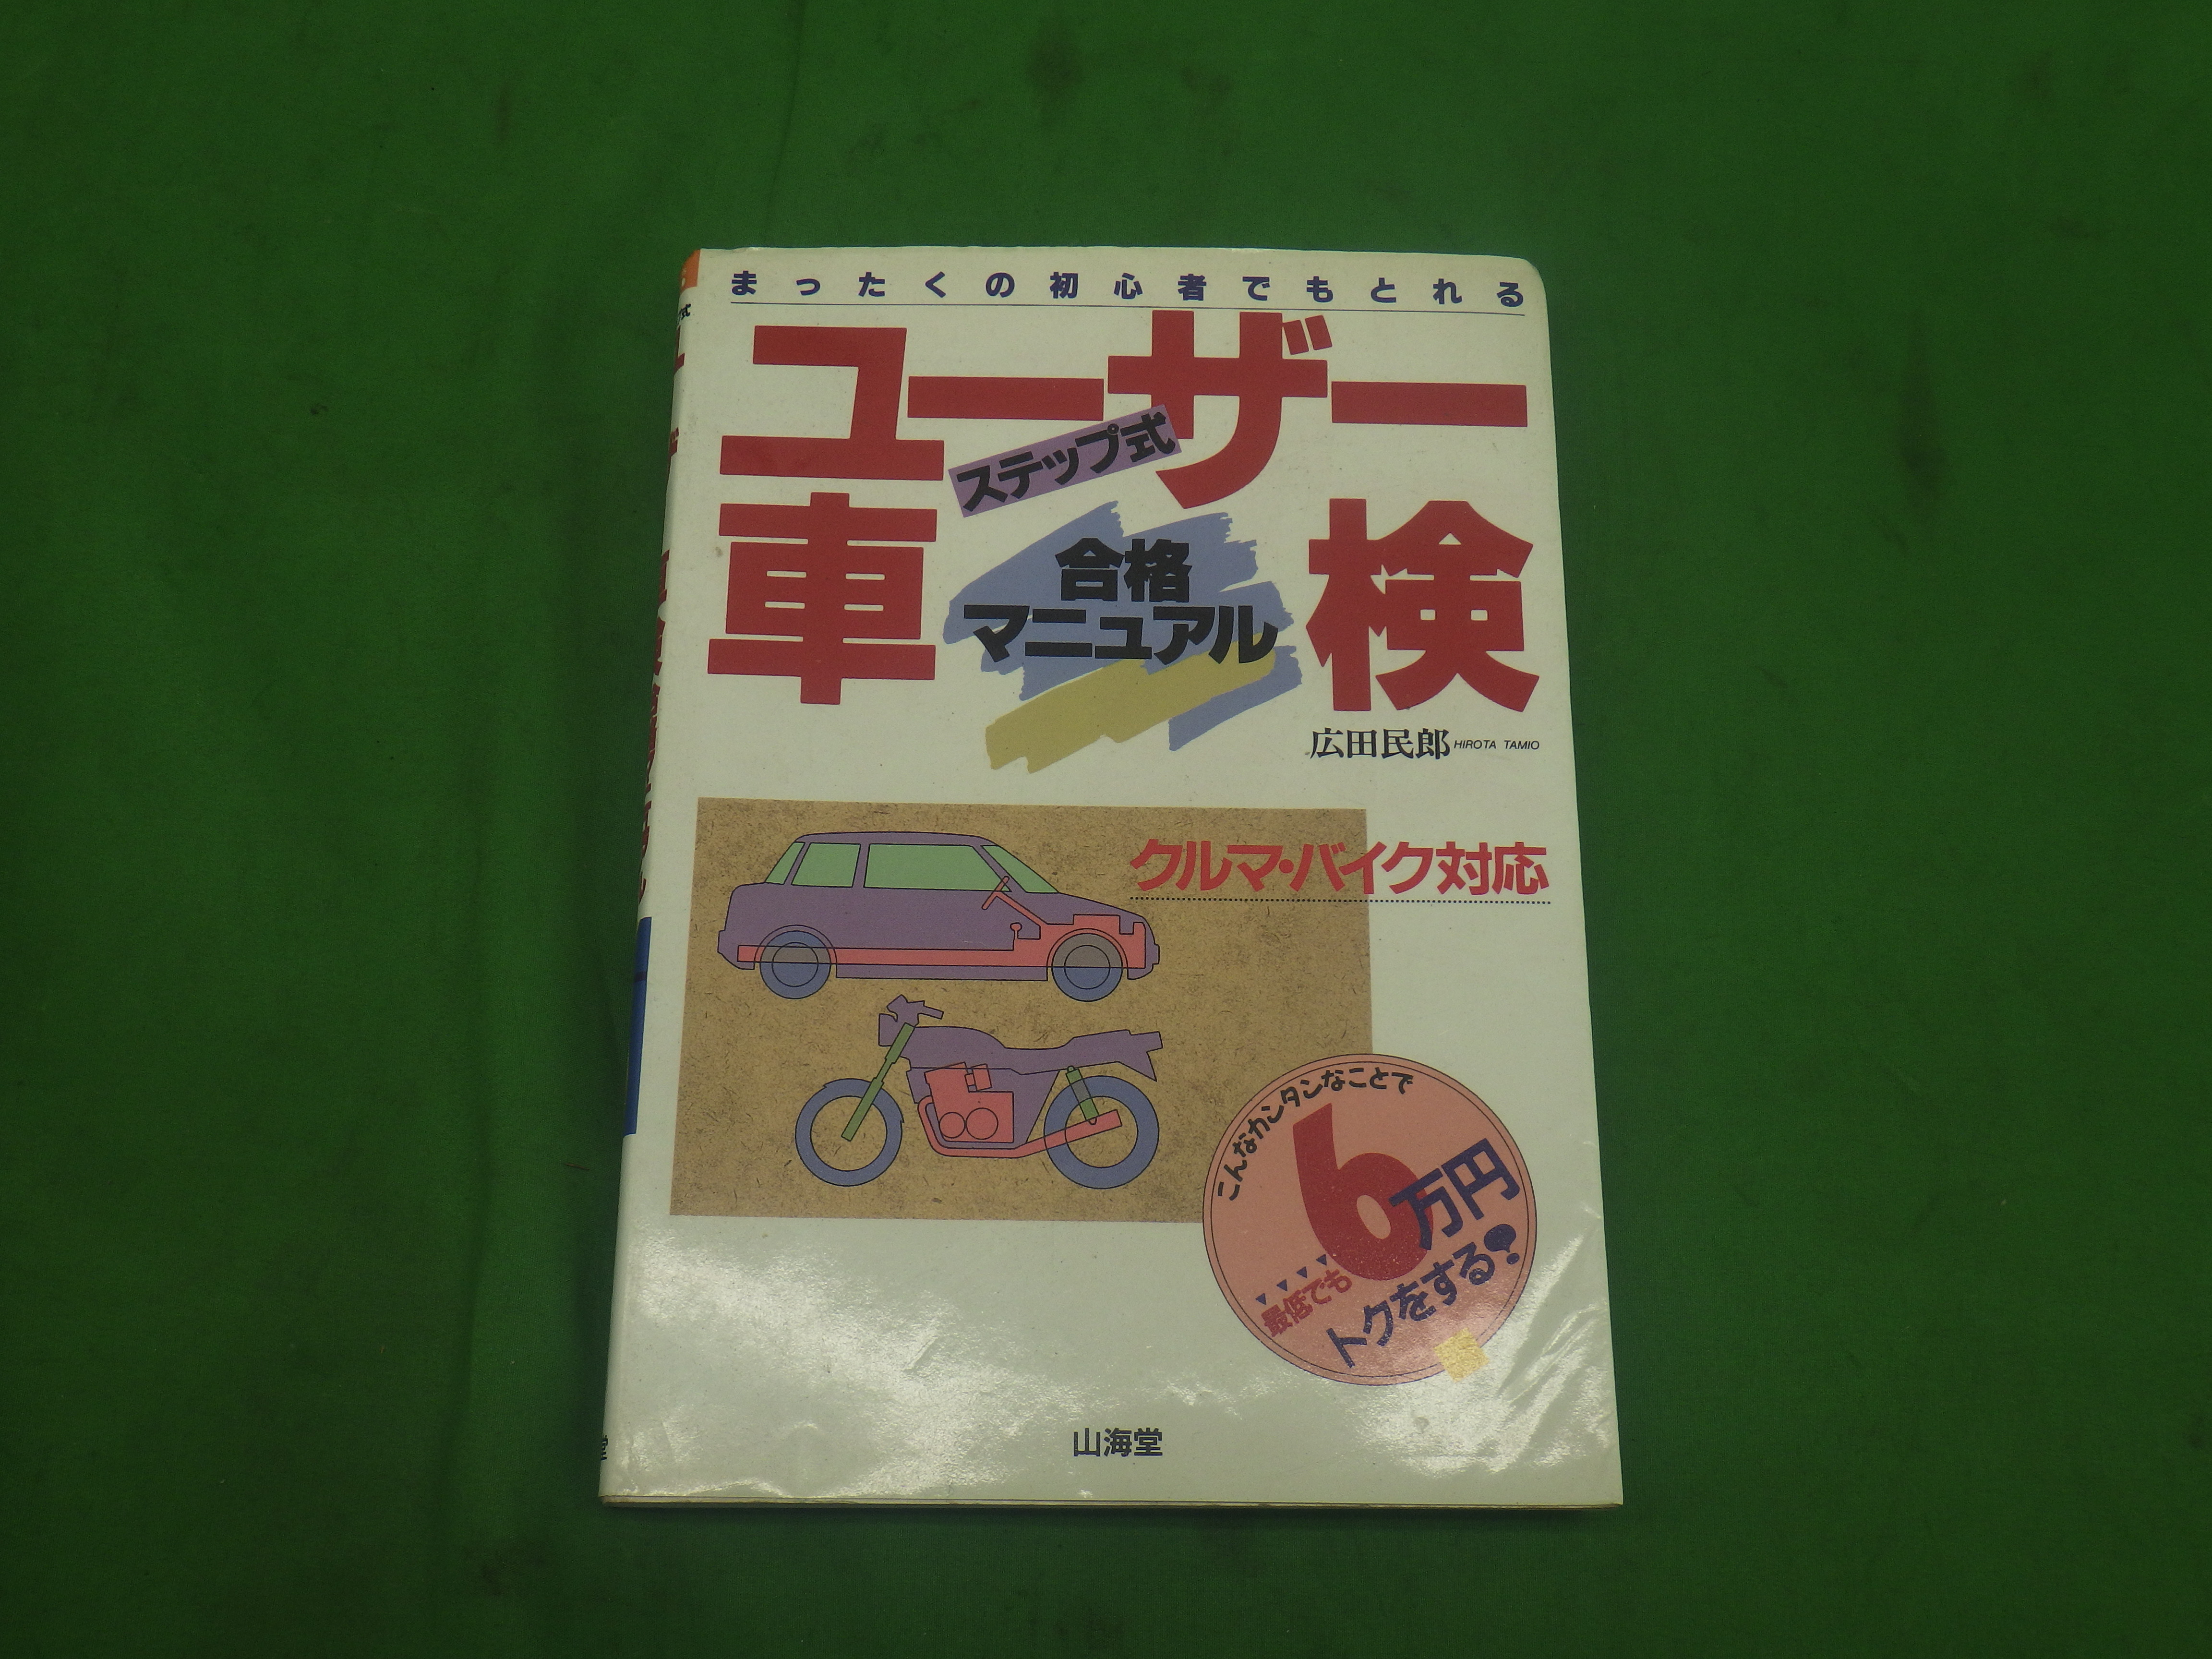 まったくの初心者でもとれる
ユーザー
ステップ式
車検
合格
マニュアル
広田民郎 HIROTA TAMIO
クルマ・バイク対応
こんなカンタンなことで
最低でも
6万円
トクをする?
山海堂